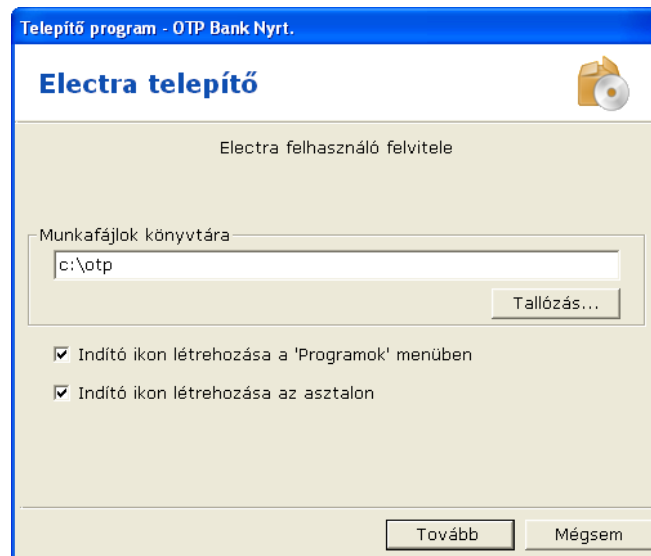 Telepítő program - OTP Bank Nyrt.
Electra telepítő
Electra felhasználó felvitele
Munkafájlok könyvtára
c:\otp
Tallózás...
Indító ikon létrehozása a 'Programok' menüben
Indító ikon létrehozása az asztalon
Tovább
Mégsem